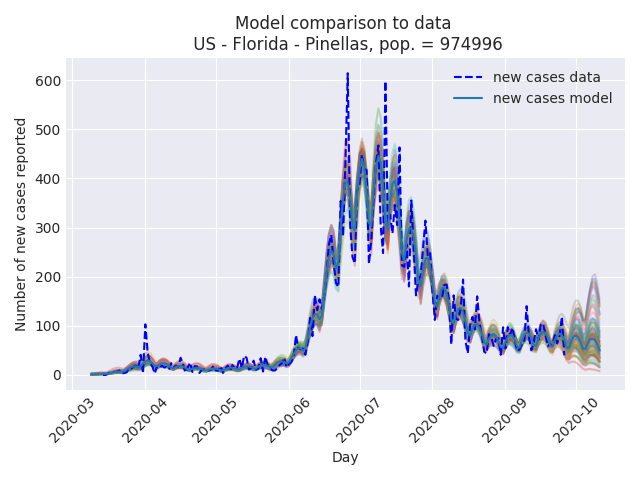 Model comparison to data
US - Florida - Pinellas, pop. = 974996
new cases data
new cases model
Number of new cases reported
600
500
400
300
200
100
0
2020-03
2020-04
2020-05
2020-06
2020-07
2020-08
2020-09
2020-10
Day